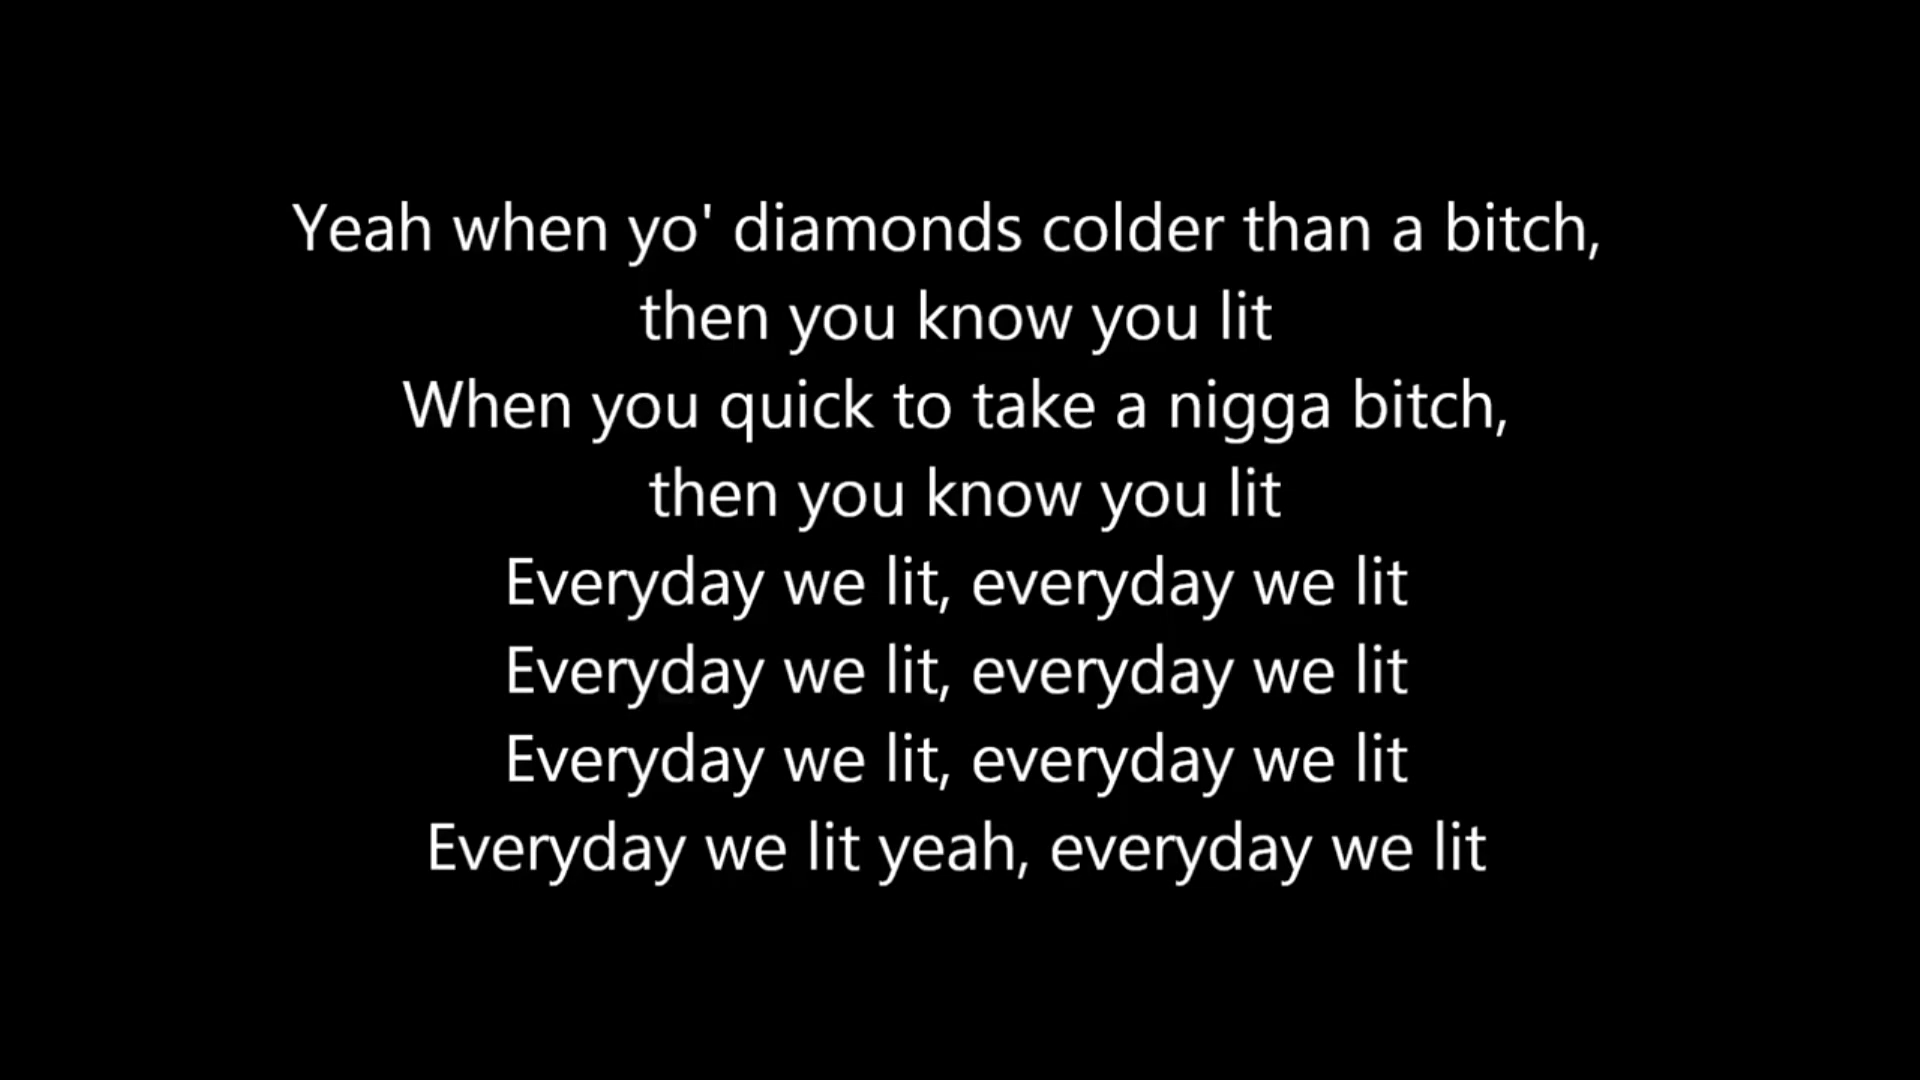 Yeah when yo' diamonds colder than a bitch,
then you know you lit
When you quick to take a nigga bitch,
then you know you lit
Everyday we lit, everyday we lit
Everyday we lit, everyday we lit
Everyday we lit, everyday we lit
Everyday we lit yeah, everyday we lit